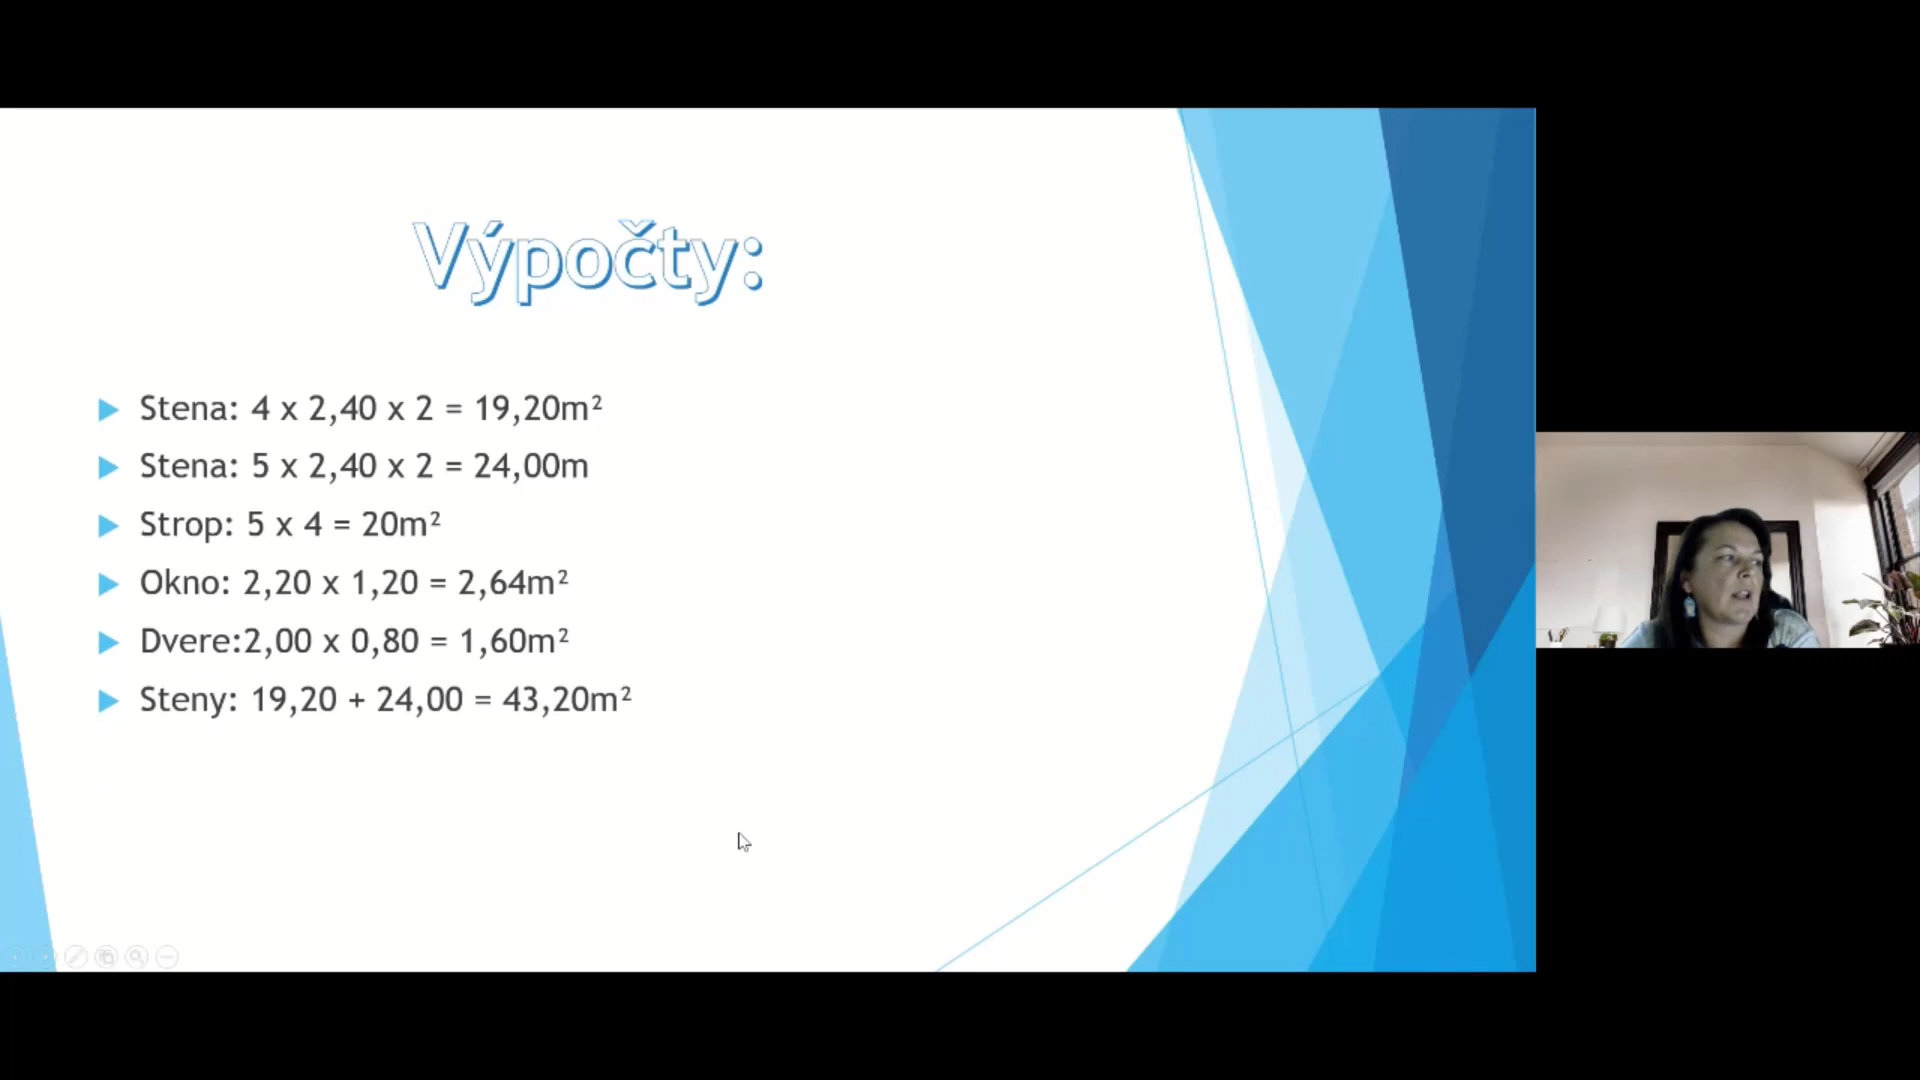 Výpočty:
Stena: 4 x 2,40 x 2 = 19,20m²
Stena: 5 x 2,40 x 2 = 24,00m
Strop: 5 x 4 = 20m²
Okno: 2,20 x 1,20 = 2,64m²
Dvere:2,00 x 0,80 = 1,60m²
Steny: 19,20 + 24,00 = 43,20m²